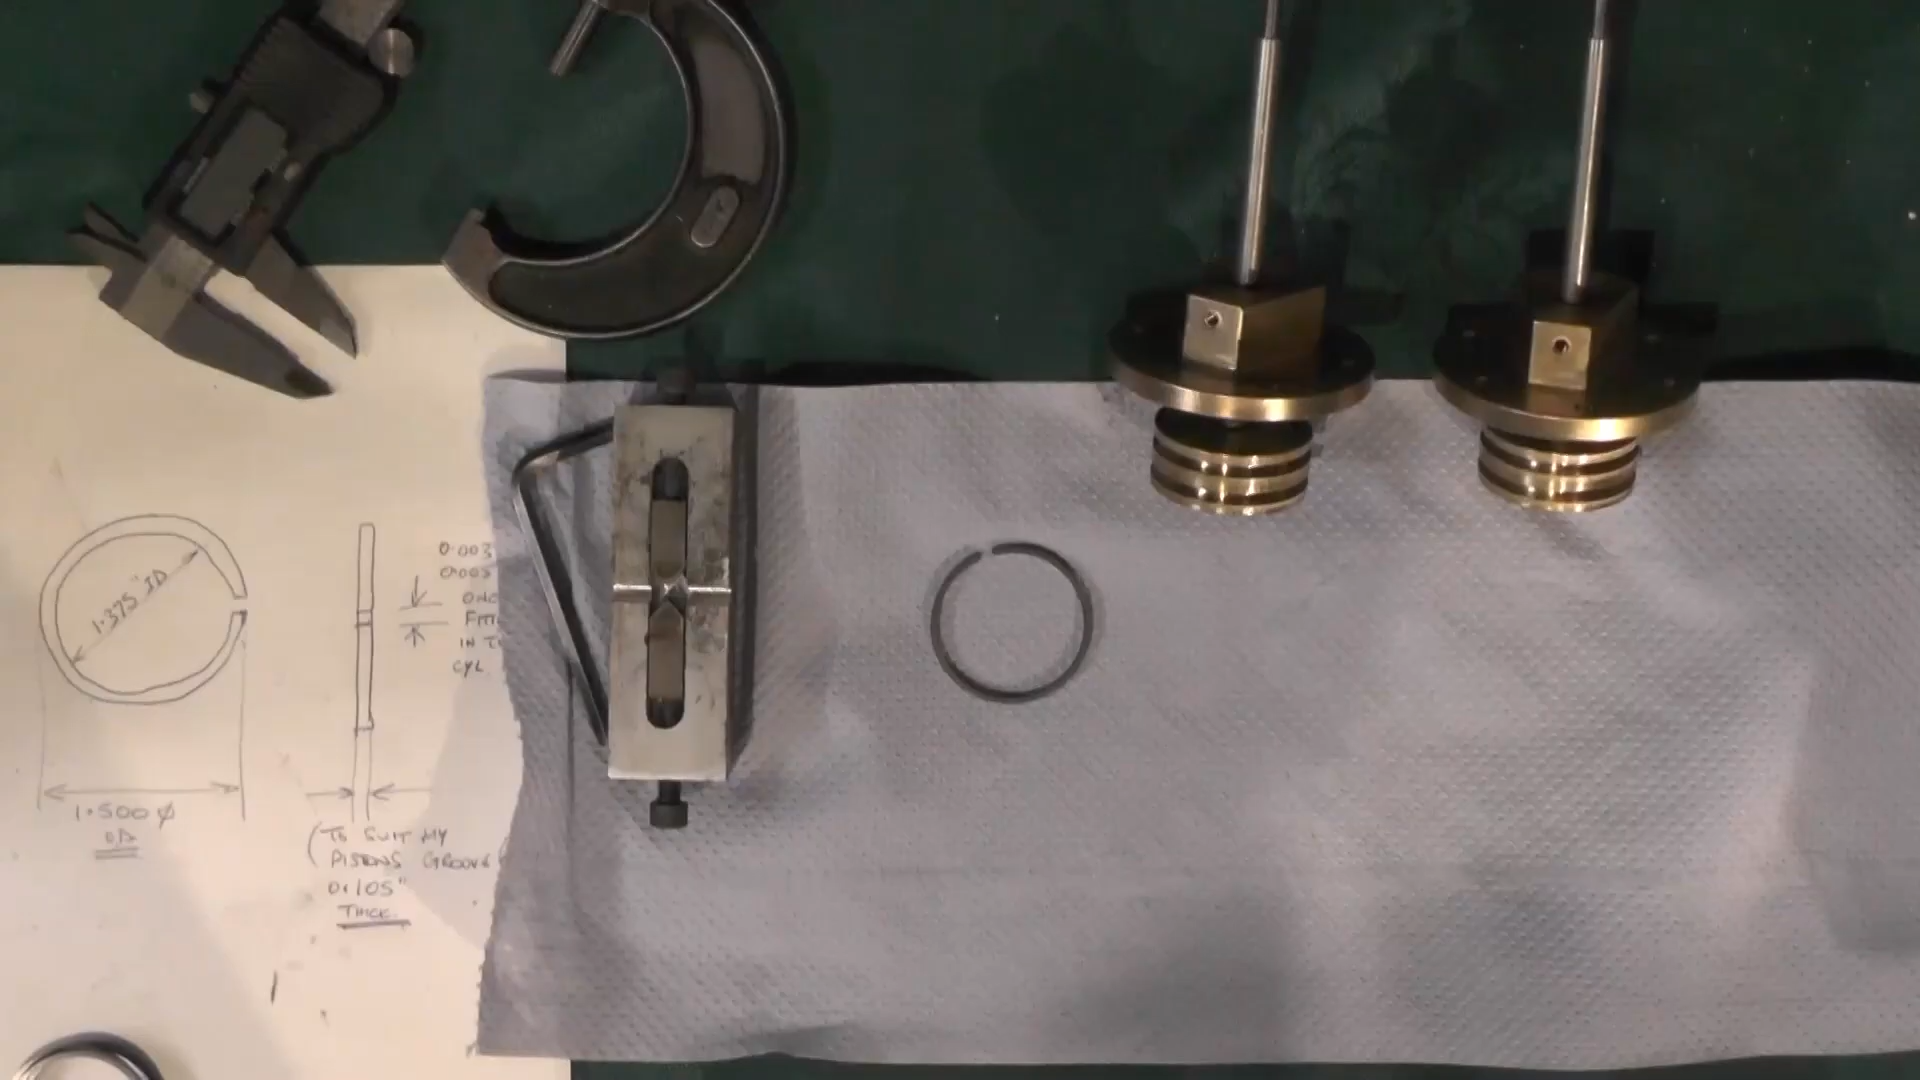 1.375" ID
1.500 Ø
OD
0.003
0.005
ONC
FITT
IN T
CYL
(TO SUIT MY
PISTONS GROOVE
0.105"
THICK.